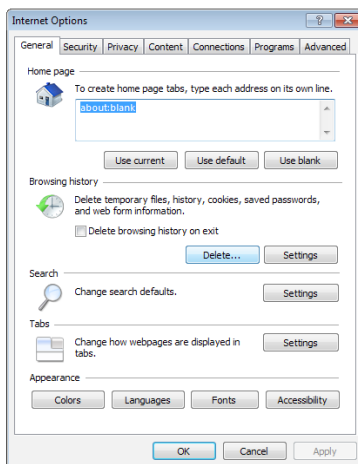 Internet Options
General Security Privacy Content Connections Programs Advanced
Home page
To create home page tabs, type each address on its own line.
about:blank
Use current Use default Use blank
Browsing history
Delete temporary files, history, cookies, saved passwords,
and web form information.
Delete browsing history on exit
Delete... Settings
Search
Change search defaults. Settings
Tabs
Change how webpages are displayed in
tabs.
Settings
Appearance
Colors Languages Fonts Accessibility
OK Cancel Apply